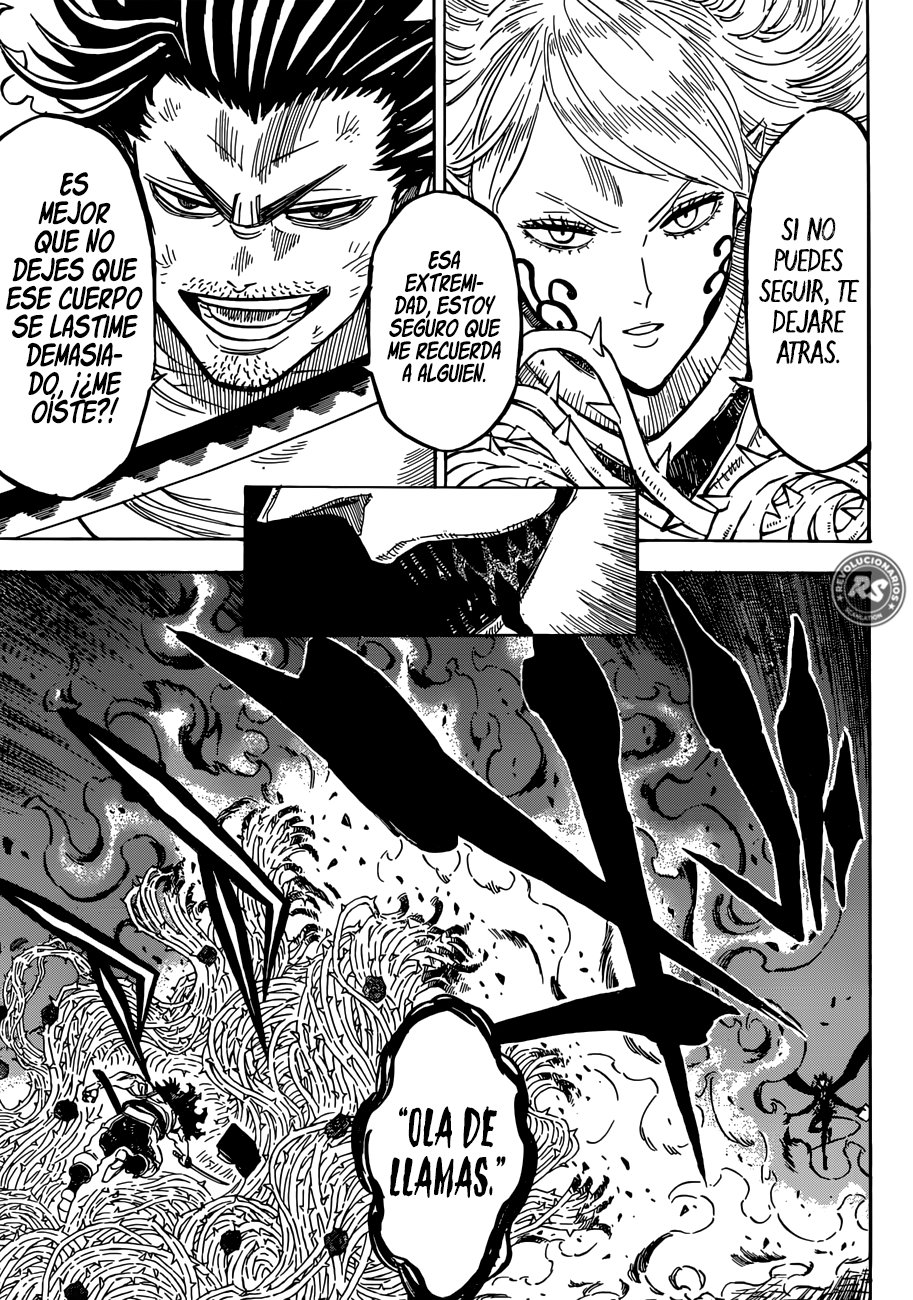 SI NO
PUEDES
SEGUIR, TE
DEJARE
ATRAS.
ESA
EXTREMI-
DAD, ESTOY
SEGURO QUE
ME RECUERDA
A ALGUIEN.
ES
MEJOR
QUE NO
DEJES QUE
ESE CUERPO
SE LASTIME
DEMASIA-
DO, ¡¿ME
OÍSTE?!
REVOLUCIONARIOS
RS
SCANLATION
“OLA DE
LLAMAS.”